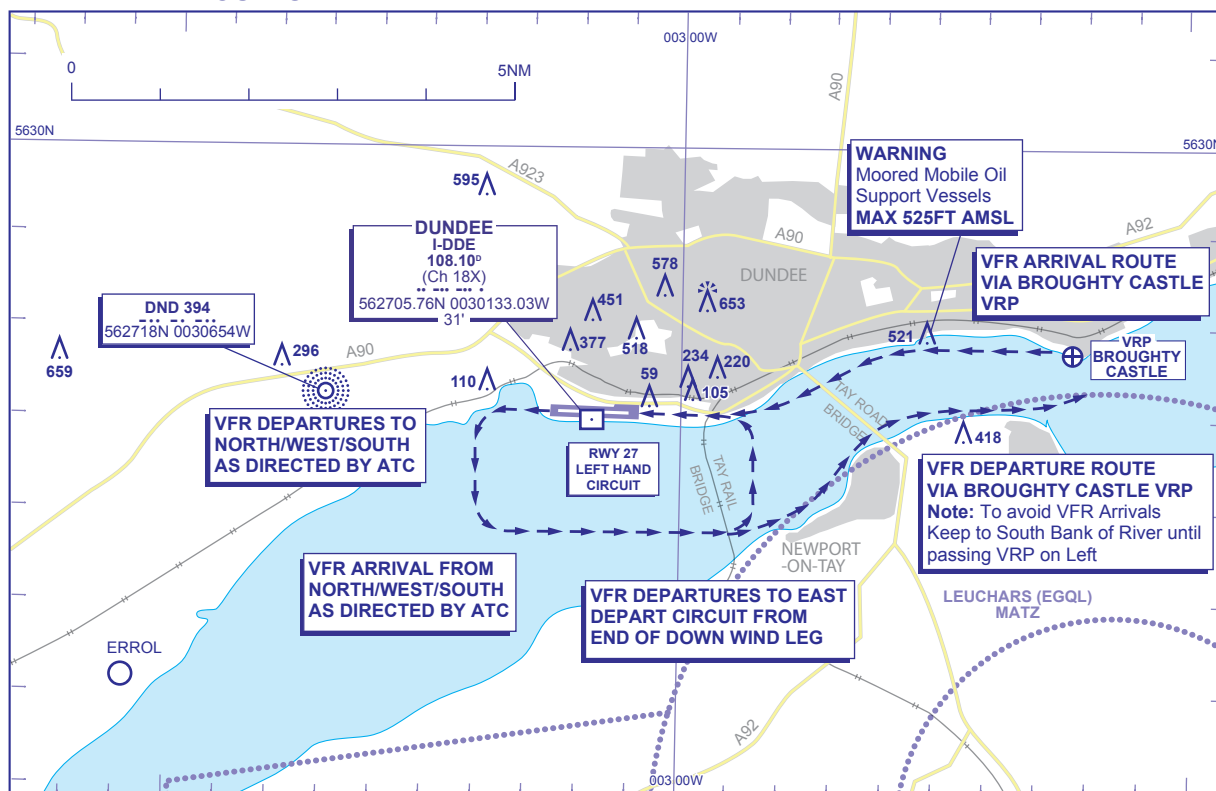 003 00W
0
5NM
A90
5630N
5630N
A923
595
WARNING
Moored Mobile Oil
Support Vessels
MAX 525FT AMSL
A92
DUNDEE
I-DDE
108.10ᴰ
(Ch 18X)
562705.76N 0030133.03W
31'
A90
578
DUNDEE
VFR ARRIVAL ROUTE
VIA BROUGHTY CASTLE
VRP
DND 394
562718N 0030654W
451
653
659
296
A90
377
518
521
VRP
BROUGHTY
CASTLE
234
220
110
59
105
TAY ROAD
BRIDGE
VFR DEPARTURES TO
NORTH/WEST/SOUTH
AS DIRECTED BY ATC
RWY 27
LEFT HAND
CIRCUIT
TAY RAIL
BRIDGE
418
VFR DEPARTURE ROUTE
VIA BROUGHTY CASTLE VRP
Note: To avoid VFR Arrivals
Keep to South Bank of River until
passing VRP on Left
NEWPORT
-ON-TAY
VFR ARRIVAL FROM
NORTH/WEST/SOUTH
AS DIRECTED BY ATC
VFR DEPARTURES TO EAST
DEPART CIRCUIT FROM
END OF DOWN WIND LEG
LEUCHARS (EGQL)
MATZ
ERROL
A92
003 00W